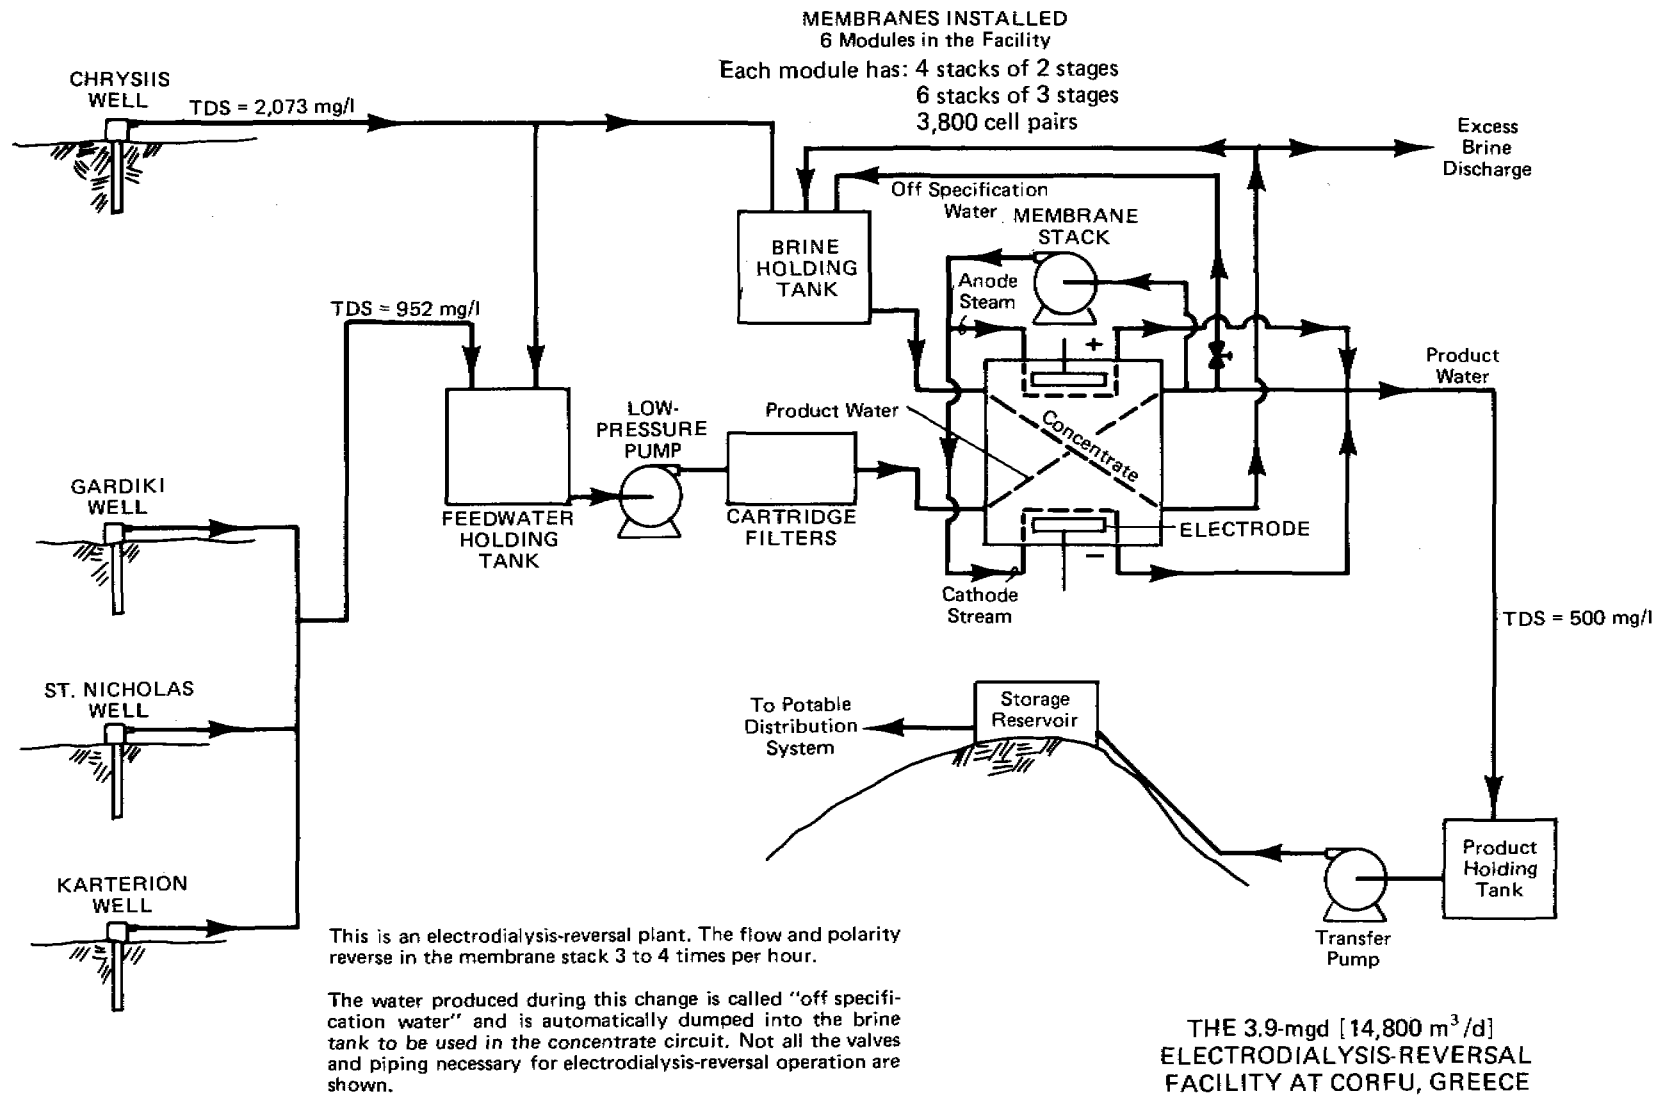 MEMBRANES INSTALLED
6 Modules in the Facility
Each module has: 4 stacks of 2 stages
6 stacks of 3 stages
3,800 cell pairs
CHRYSIIS
WELL
TDS = 2,073 mg/l
Excess
Brine
Discharge
Off Specification
Water
MEMBRANE
STACK
BRINE
HOLDING
TANK
Anode
Steam
TDS = 952 mg/l
+
Product
Water
LOW-
PRESSURE
PUMP
Product Water
Concentrate
GARDIKI
WELL
FEEDWATER
HOLDING
TANK
CARTRIDGE
FILTERS
ELECTRODE
–
Cathode
Stream
TDS = 500 mg/l
ST. NICHOLAS
WELL
To Potable
Distribution
System
Storage
Reservoir
Product
Holding
Tank
KARTERION
WELL
Transfer
Pump
This is an electrodialysis-reversal plant. The flow and polarity
reverse in the membrane stack 3 to 4 times per hour.
The water produced during this change is called "off specifi-
cation water" and is automatically dumped into the brine
tank to be used in the concentrate circuit. Not all the valves
and piping necessary for electrodialysis-reversal operation are
shown.
THE 3.9-mgd [14,800 m³/d]
ELECTRODIALYSIS-REVERSAL
FACILITY AT CORFU, GREECE